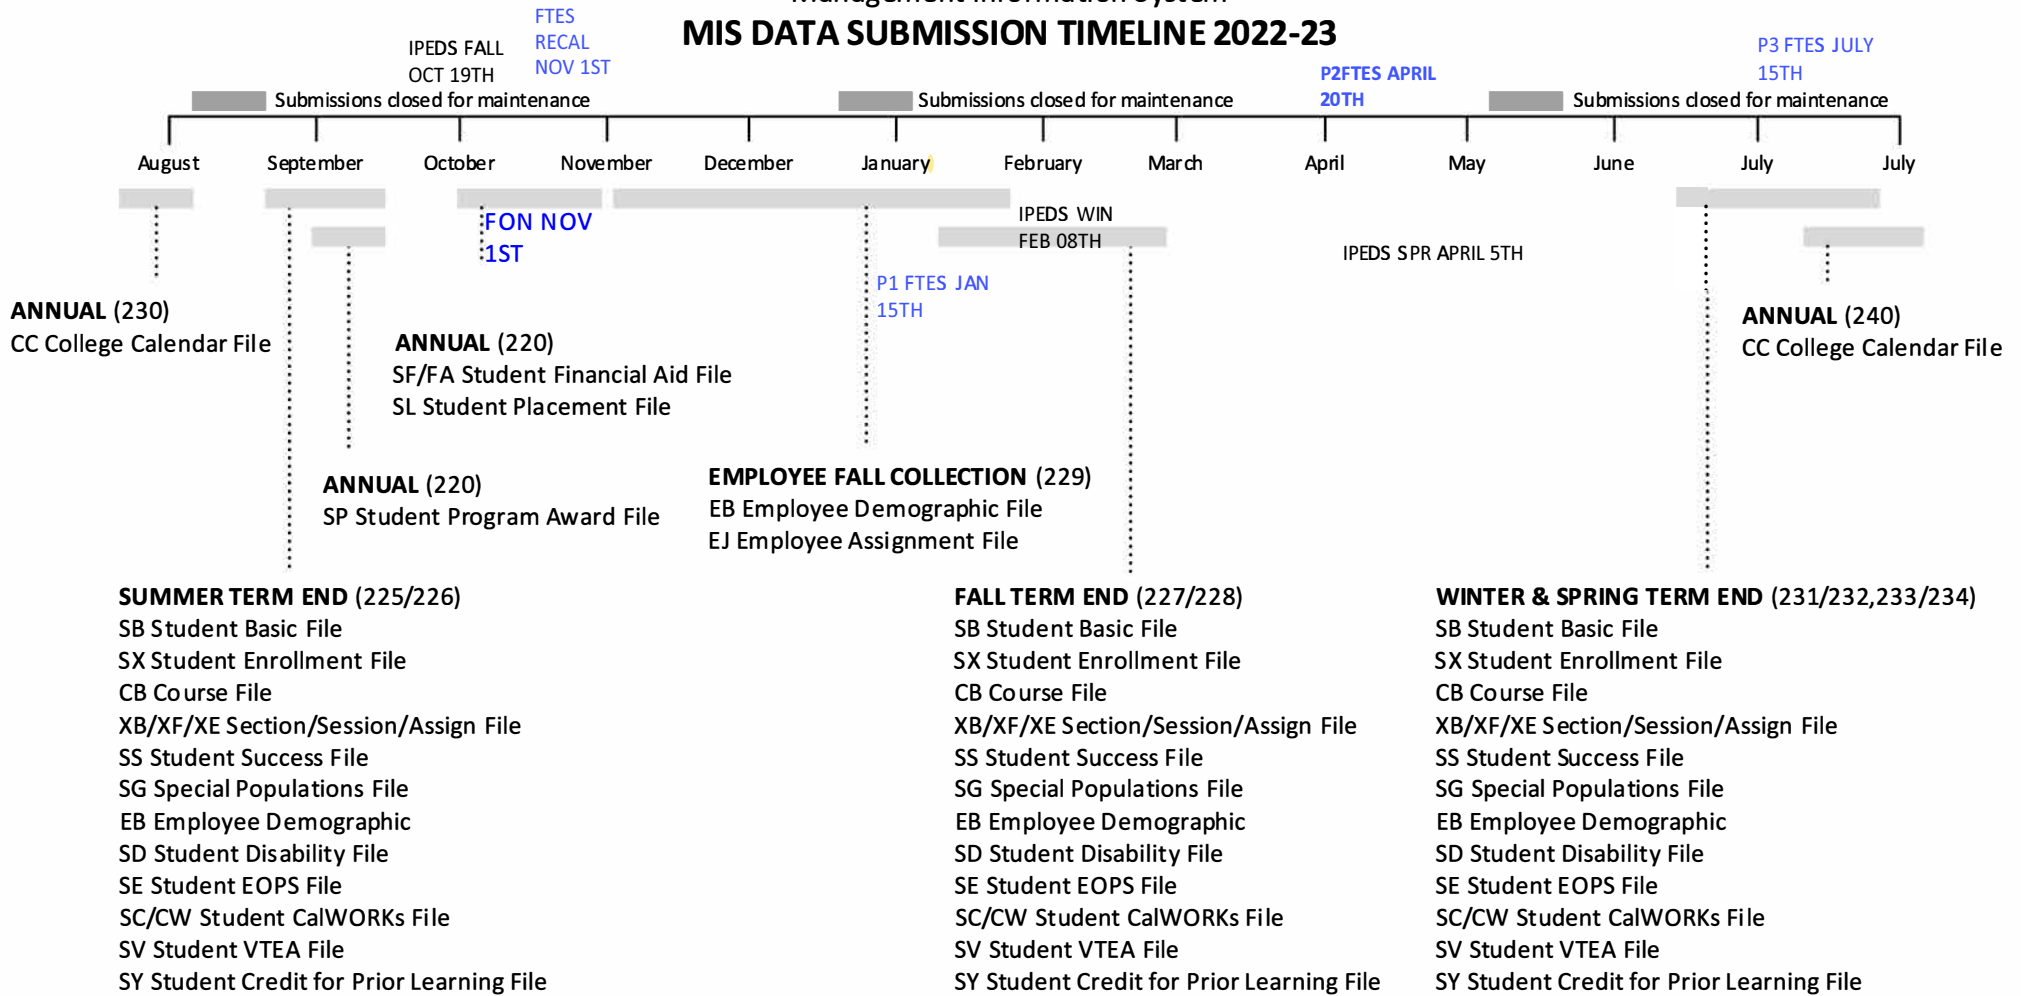 Management Information System
MIS DATA SUBMISSION TIMELINE 2022-23
FTES
RECAL
NOV 1ST
IPEDS FALL
OCT 19TH
P2FTES APRIL
20TH
P3 FTES JULY
15TH
Submissions closed for maintenance
Submissions closed for maintenance
Submissions closed for maintenance
August September October November December January February March April May June July July
FON NOV
1ST
IPEDS WIN
FEB 08TH
IPEDS SPR APRIL 5TH
P1 FTES JAN
15TH
ANNUAL (230)
CC College Calendar File
ANNUAL (220)
SF/FA Student Financial Aid File
SL Student Placement File
ANNUAL (240)
CC College Calendar File
ANNUAL (220)
SP Student Program Award File
EMPLOYEE FALL COLLECTION (229)
EB Employee Demographic File
EJ Employee Assignment File
SUMMER TERM END (225/226)
SB Student Basic File
SX Student Enrollment File
CB Course File
XB/XF/XE Section/Session/Assign File
SS Student Success File
SG Special Populations File
EB Employee Demographic
SD Student Disability File
SE Student EOPS File
SC/CW Student CalWORKs File
SV Student VTEA File
SY Student Credit for Prior Learning File
FALL TERM END (227/228)
SB Student Basic File
SX Student Enrollment File
CB Course File
XB/XF/XE Section/Session/Assign File
SS Student Success File
SG Special Populations File
EB Employee Demographic
SD Student Disability File
SE Student EOPS File
SC/CW Student CalWORKs File
SV Student VTEA File
SY Student Credit for Prior Learning File
WINTER & SPRING TERM END (231/232,233/234)
SB Student Basic File
SX Student Enrollment File
CB Course File
XB/XF/XE Section/Session/Assign File
SS Student Success File
SG Special Populations File
EB Employee Demographic
SD Student Disability File
SE Student EOPS File
SC/CW Student CalWORKs File
SV Student VTEA File
SY Student Credit for Prior Learning File